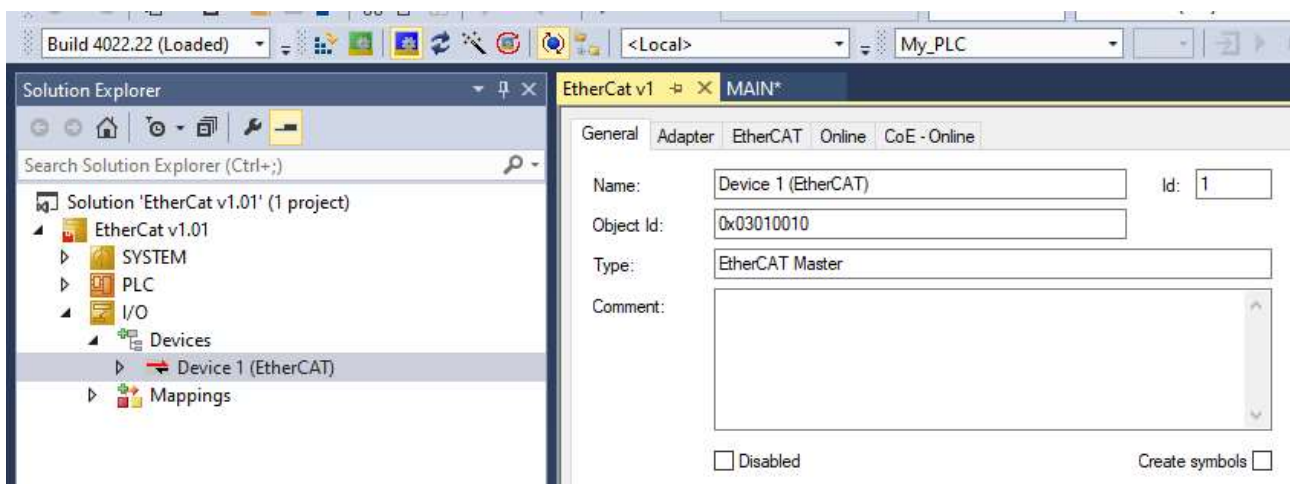 Build 4022.22 (Loaded) <Local> My_PLC
Solution Explorer
Search Solution Explorer (Ctrl+;)
Solution 'EtherCat v1.01' (1 project)
EtherCat v1.01
SYSTEM
PLC
I/O
Devices
Device 1 (EtherCAT)
Mappings
EtherCat v1 MAIN*
General Adapter EtherCAT Online CoE - Online
Name: Device 1 (EtherCAT) Id: 1
Object Id: 0x03010010
Type: EtherCAT Master
Comment:
Disabled Create symbols